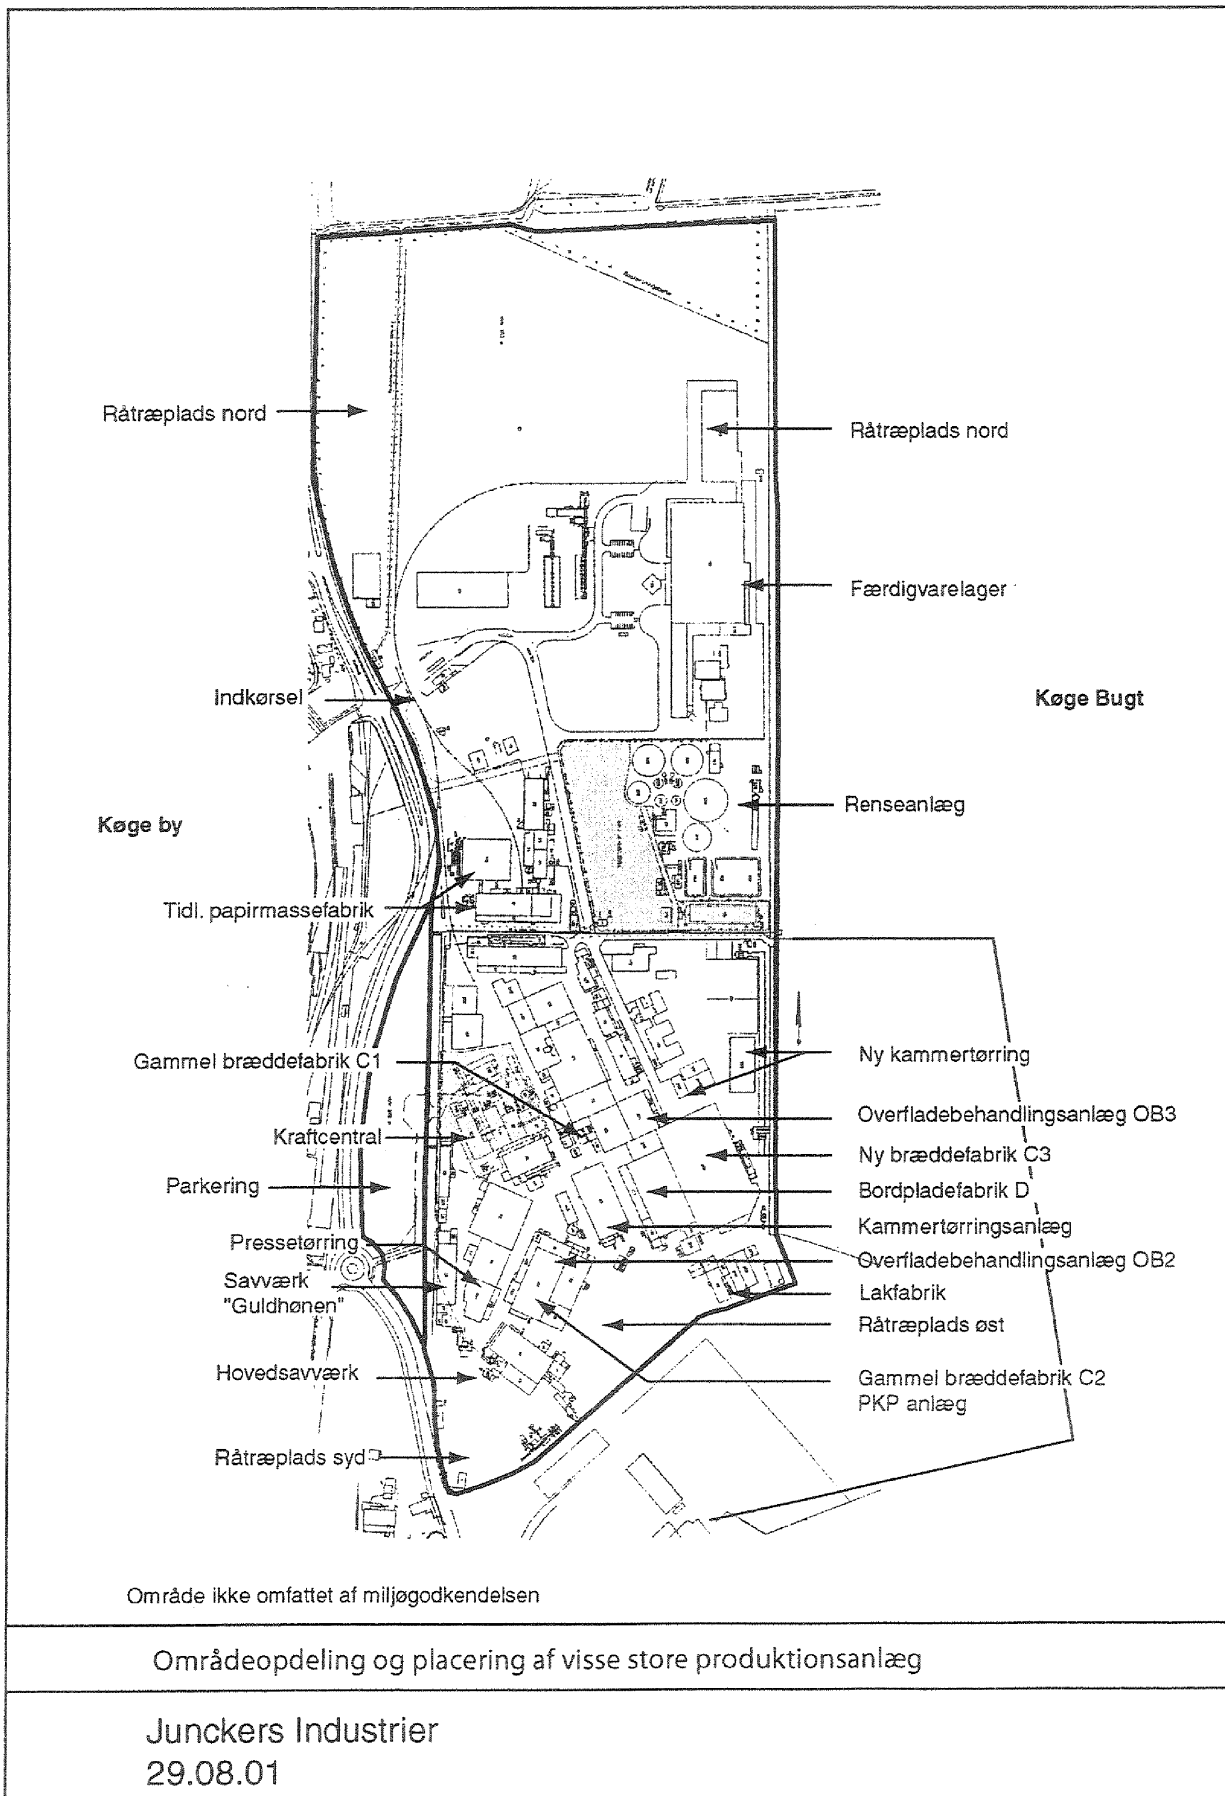 Råtræplads nord
Råtræplads nord
Færdigvarelager
Indkørsel
Køge Bugt
Renseanlæg
Køge by
Tidl. papirmassefabrik
Gammel bræddefabrik C1
Ny kammertørring
Overfladebehandlingsanlæg OB3
Kraftcentral
Ny bræddefabrik C3
Parkering
Bordpladefabrik D
Kammertørringsanlæg
Pressetørring
Overfladebehandlingsanlæg OB2
Savværk
"Guldhønen"
Lakfabrik
Råtræplads øst
Hovedsavværk
Gammel bræddefabrik C2
PKP anlæg
Råtræplads syd
Område ikke omfattet af miljøgodkendelsen
Områdeopdeling og placering af visse store produktionsanlæg
Junckers Industrier
29.08.01